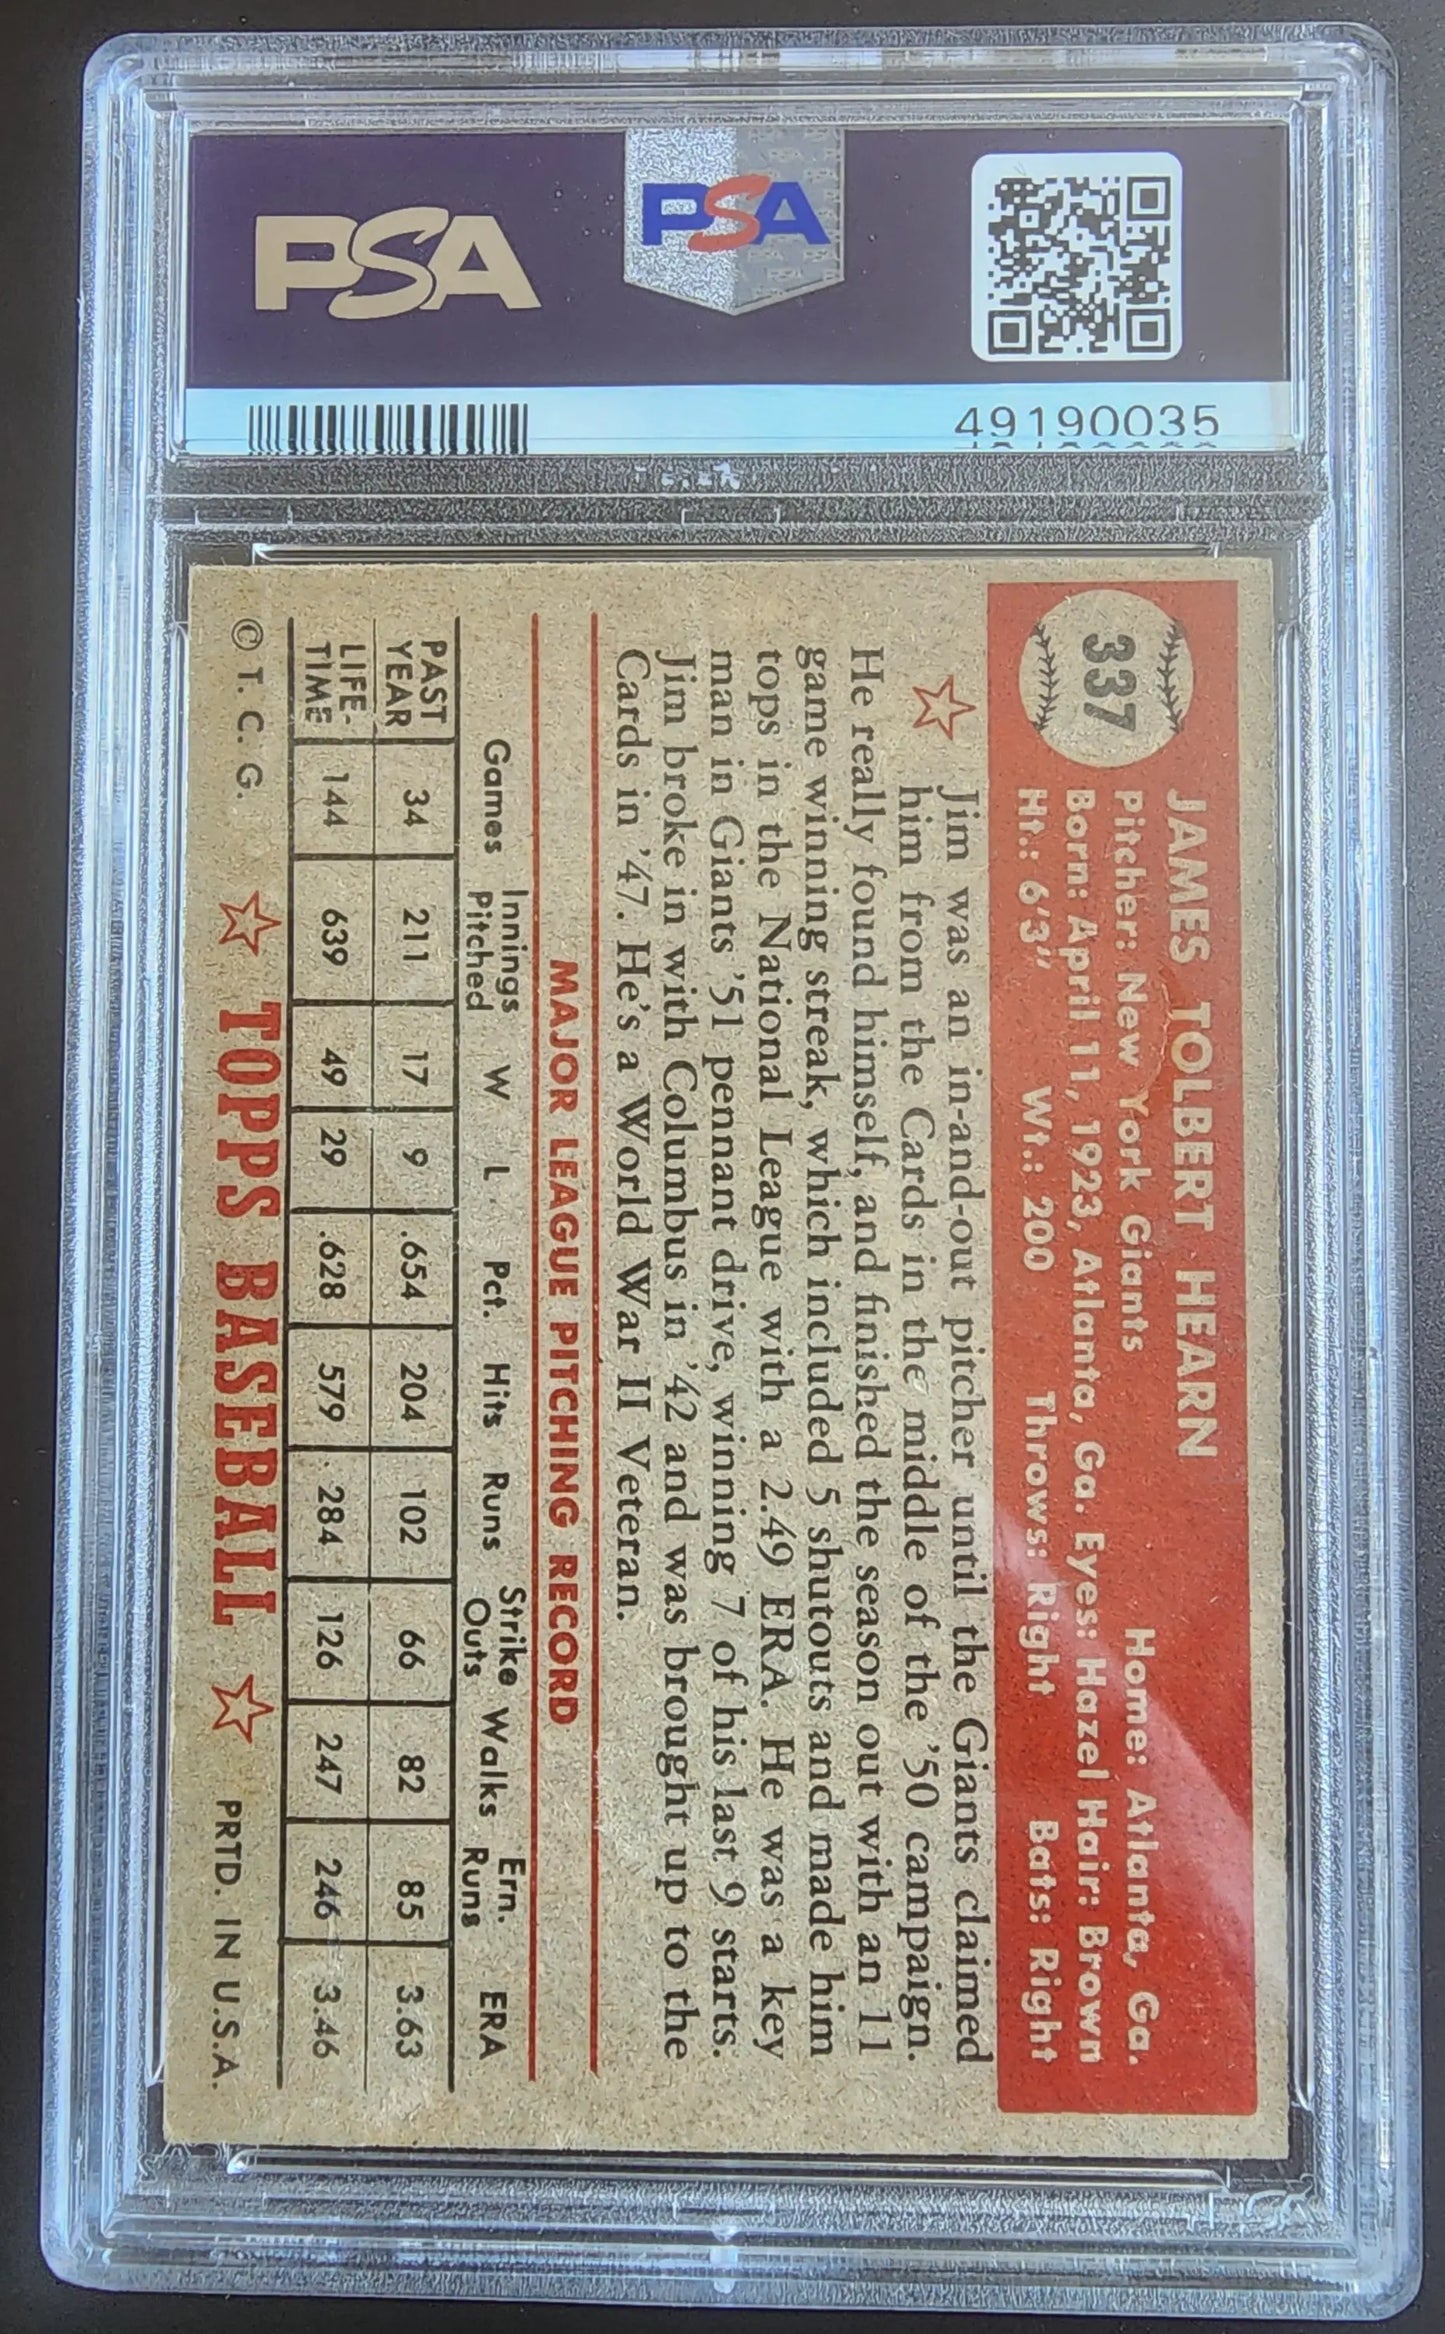 PSA
PSA
49190035
337
JAMES TOLBERT HEARN
Pitcher: New York Giants Home: Atlanta, Ga.
Born: April 11, 1923, Atlanta, Ga. Eyes: Hazel Hair: Brown
Ht.: 6'3" Wt.: 200 Throws: Right Bats: Right
Jim was an in-and-out pitcher until the Giants claimed
him from the Cards in the middle of the '50 campaign.
He really found himself, and finished the season out with an 11
game winning streak, which included 5 shutouts and made him
tops in the National League with a 2.49 ERA. He was a key
man in Giants '51 pennant drive, winning 7 of his last 9 starts.
Jim broke in with Columbus in '42 and was brought up to the
Cards in '47. He's a World War II Veteran.
MAJOR LEAGUE PITCHING RECORD
Games Innings Pitched W L Pct. Hits Runs Strike Outs Walks Ern. Runs ERA
PAST YEAR 34 211 17 9 .654 204 102 66 82 85 3.63
LIFE-TIME 144 639 49 29 .628 579 284 126 247 246 3.46
© T. C. G. TOPPS BASEBALL PRTD. IN U.S.A.